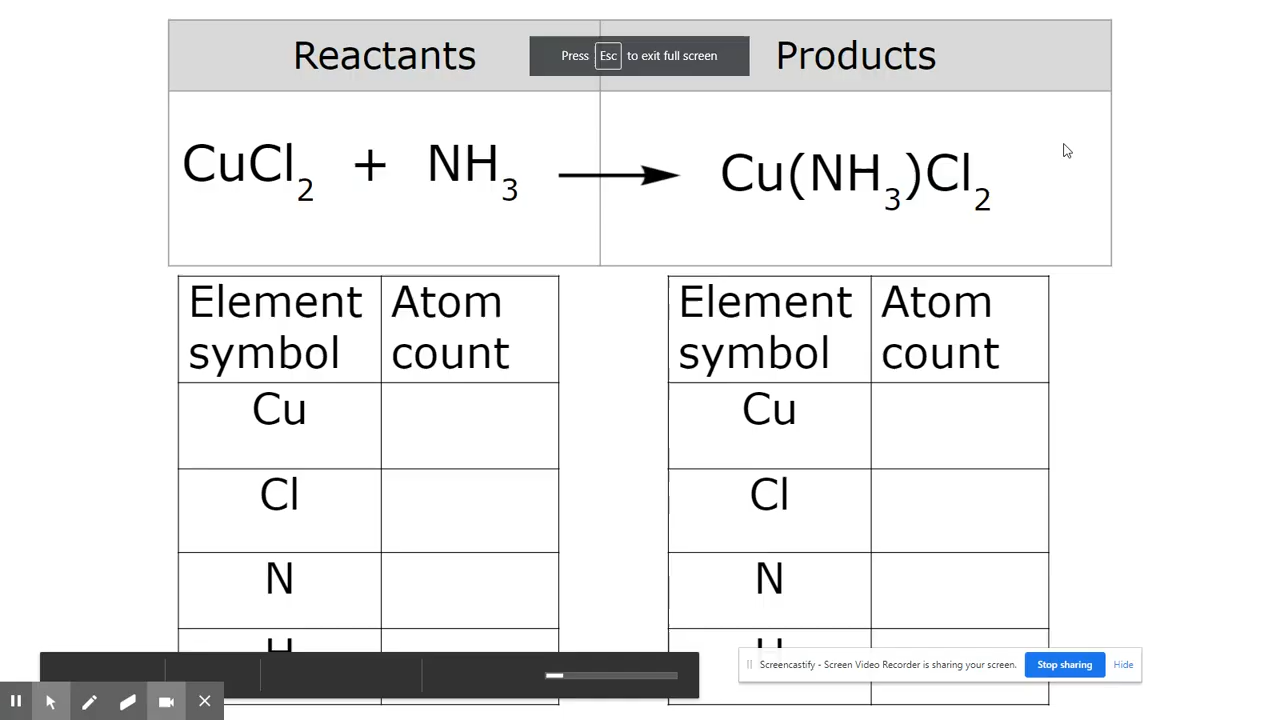 Reactants
Products
Press Esc to exit full screen
CuCl₂ + NH₃ → Cu(NH₃)Cl₂
Element symbol
Atom count
Element symbol
Atom count
Cu
Cu
Cl
Cl
N
N
H
H
Screencastify - Screen Video Recorder is sharing your screen.
Stop sharing
Hide